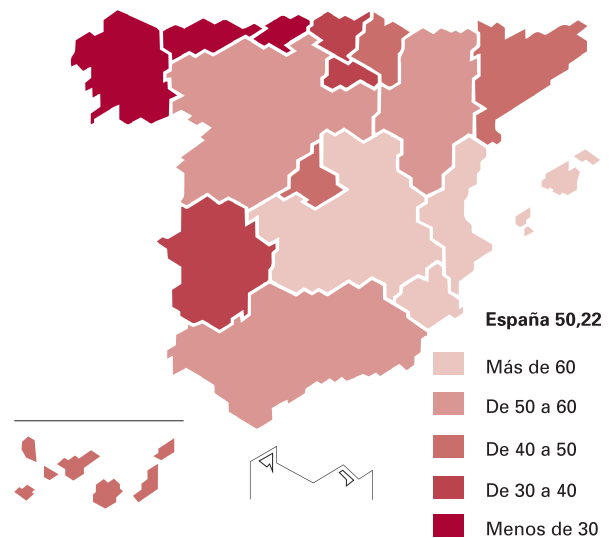 España 50,22
Más de 60
De 50 a 60
De 40 a 50
De 30 a 40
Menos de 30